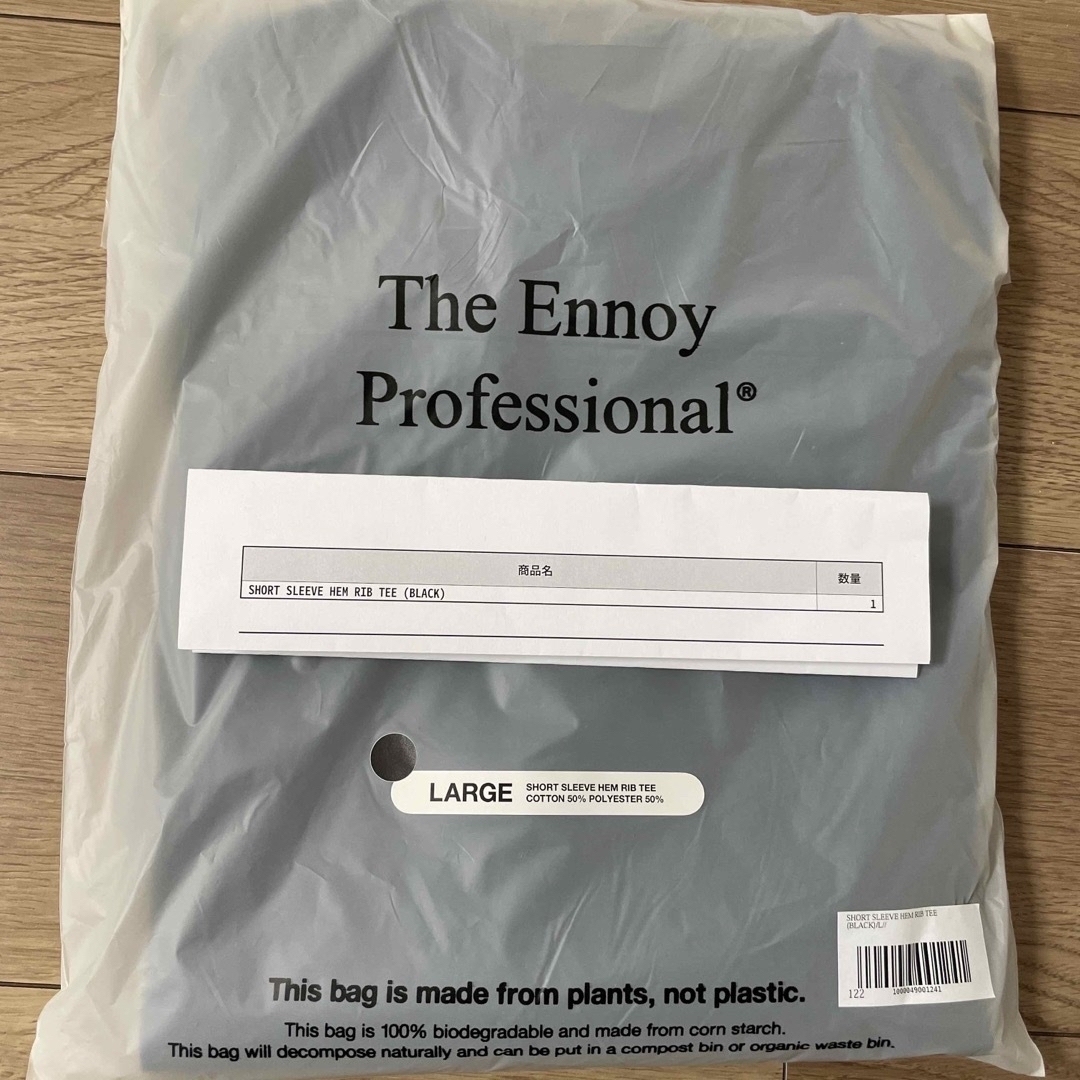 The Ennoy
Professional®
商品名 数量
SHORT SLEEVE HEM RIB TEE (BLACK) 1
LARGE SHORT SLEEVE HEM RIB TEE
COTTON 50% POLYESTER 50%
SHORT SLEEVE HEM RIB TEE
(BLACK)/L//
122 1000049001241
This bag is made from plants, not plastic.
This bag is 100% biodegradable and made from corn starch.
This bag will decompose naturally and can be put in a compost bin or organic waste bin.